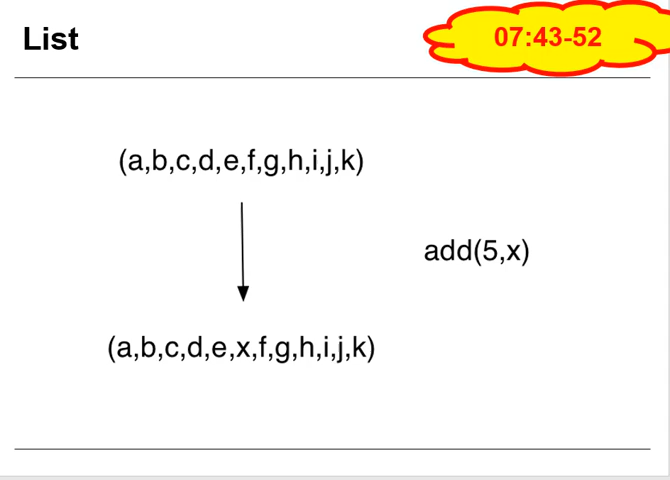 List
07:43-52
(a,b,c,d,e,f,g,h,i,j,k)
add(5,x)
(a,b,c,d,e,x,f,g,h,i,j,k)